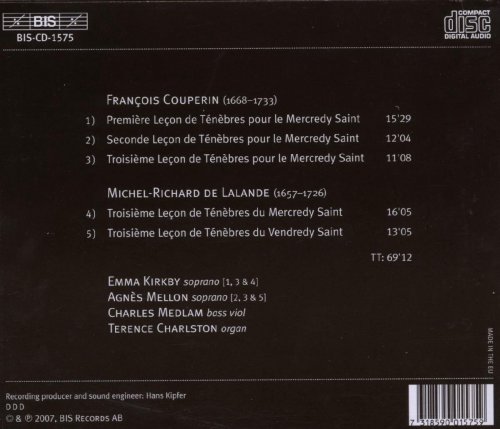 BIS
BIS-CD-1575
COMPACT
disc
DIGITAL AUDIO
François Couperin (1668–1733)
1) Première Leçon de Ténèbres pour le Mercredy Saint 15'29
2) Seconde Leçon de Ténèbres pour le Mercredy Saint 12'04
3) Troisième Leçon de Ténèbres pour le Mercredy Saint 11'08
Michel-Richard de Lalande (1657–1726)
4) Troisième Leçon de Ténèbres du Mercredy Saint 16'05
5) Troisième Leçon de Ténèbres du Vendredy Saint 13'05
TT: 69'12
Emma Kirkby soprano [1, 3 & 4]
Agnès Mellon soprano [2, 3 & 5]
Charles Medlam bass viol
Terence Charlston organ
MADE IN THE EU
Recording producer and sound engineer: Hans Kipfer
DDD
© & ℗ 2007, BIS Records AB
7 318590 015759